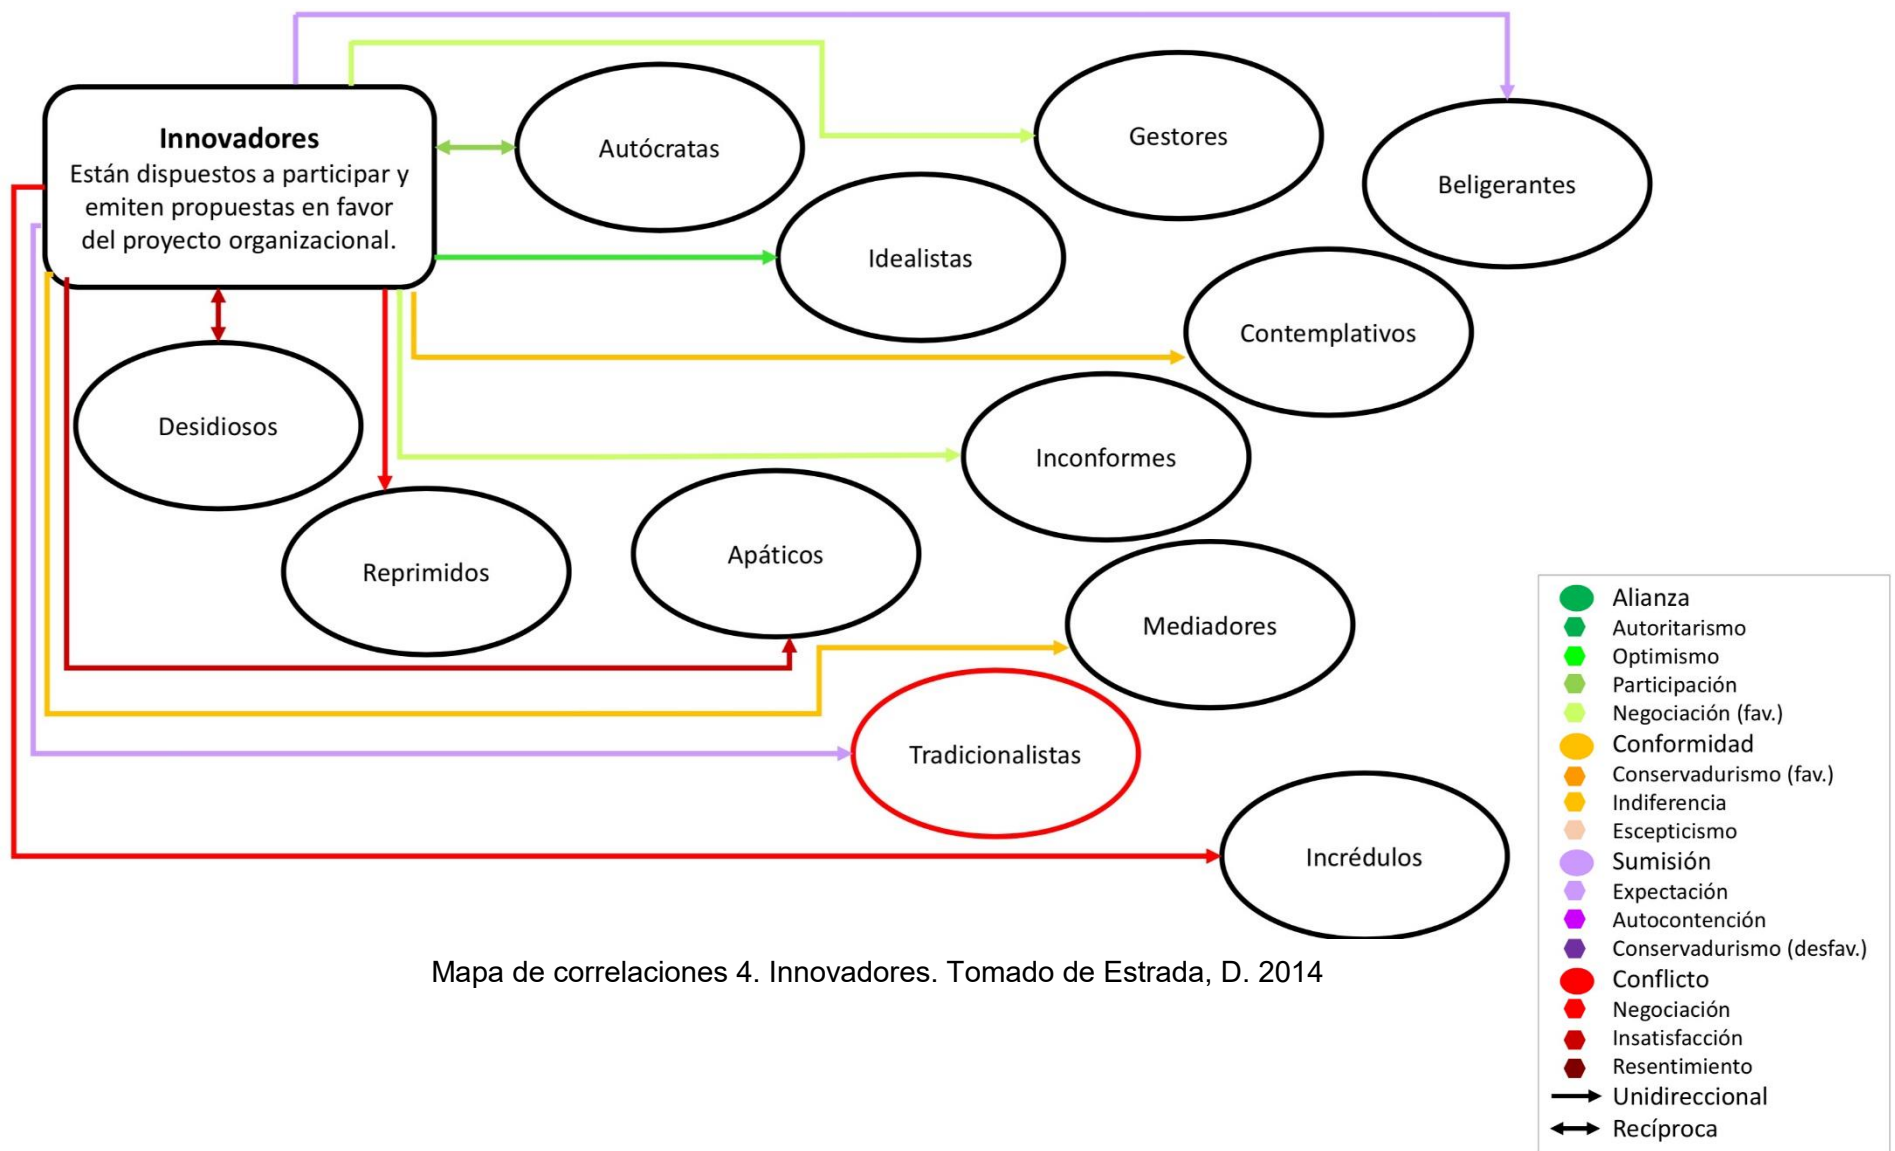 Innovadores
Están dispuestos a participar y
emiten propuestas en favor
del proyecto organizacional.
Autócratas
Gestores
Beligerantes
Idealistas
Contemplativos
Desidiosos
Inconformes
Reprimidos
Apáticos
Mediadores
Tradicionalistas
Incrédulos
Alianza
Autoritarismo
Optimismo
Participación
Negociación (fav.)
Conformidad
Conservadurismo (fav.)
Indiferencia
Escepticismo
Sumisión
Expectación
Autocontención
Conservadurismo (desfav.)
Conflicto
Negociación
Insatisfacción
Resentimiento
Unidireccional
Recíproca
Mapa de correlaciones 4. Innovadores. Tomado de Estrada, D. 2014